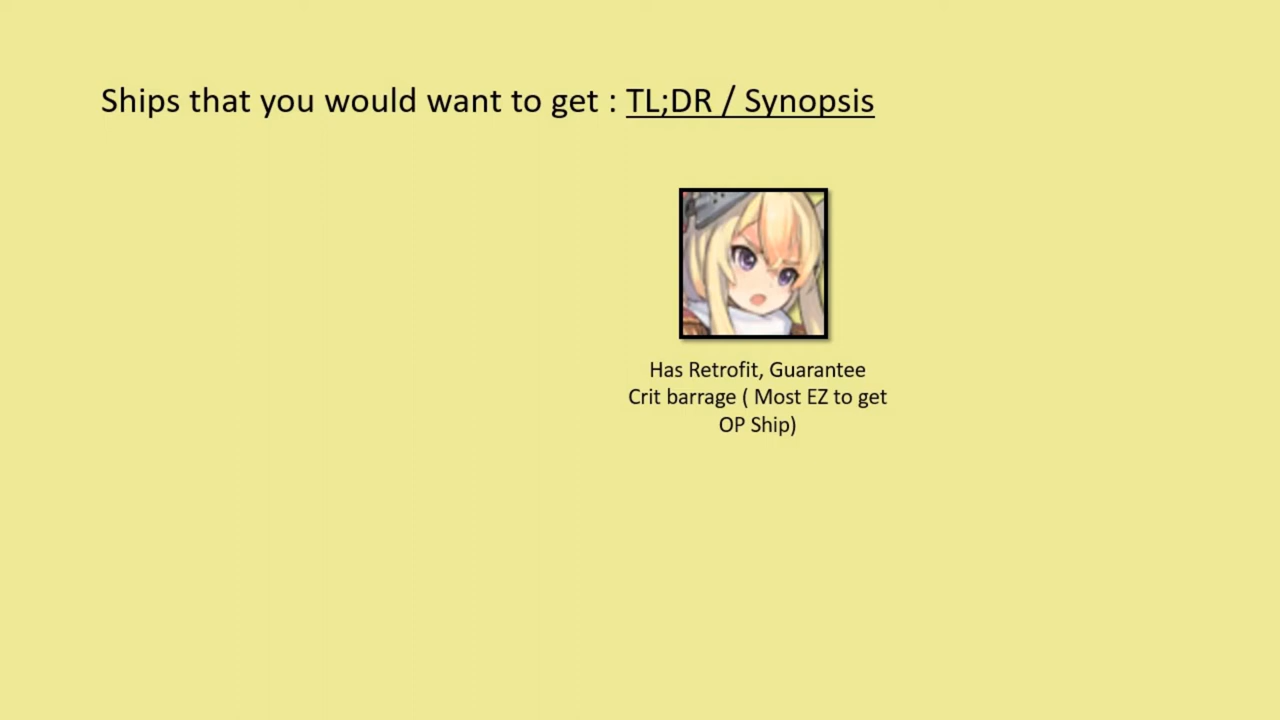 Ships that you would want to get : TL;DR / Synopsis
Has Retrofit, Guarantee
Crit barrage ( Most EZ to get
OP Ship)